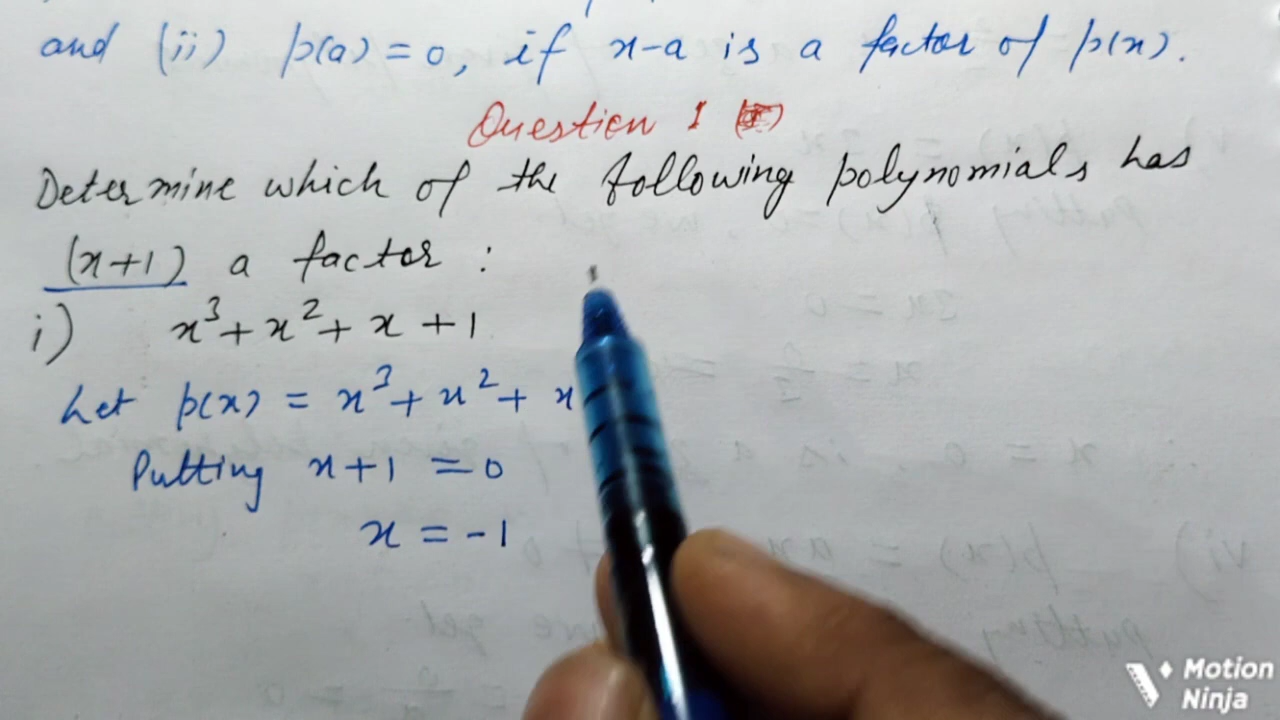 and (ii) p(a) = 0, if x-a is a factor of p(x).
Question 1
Determine which of the following polynomials has
(x+1) a factor :
i) x³+x²+x+1
Let p(x) = x³+x²+x
Putting x+1 = 0
x = -1
Motion
Ninja